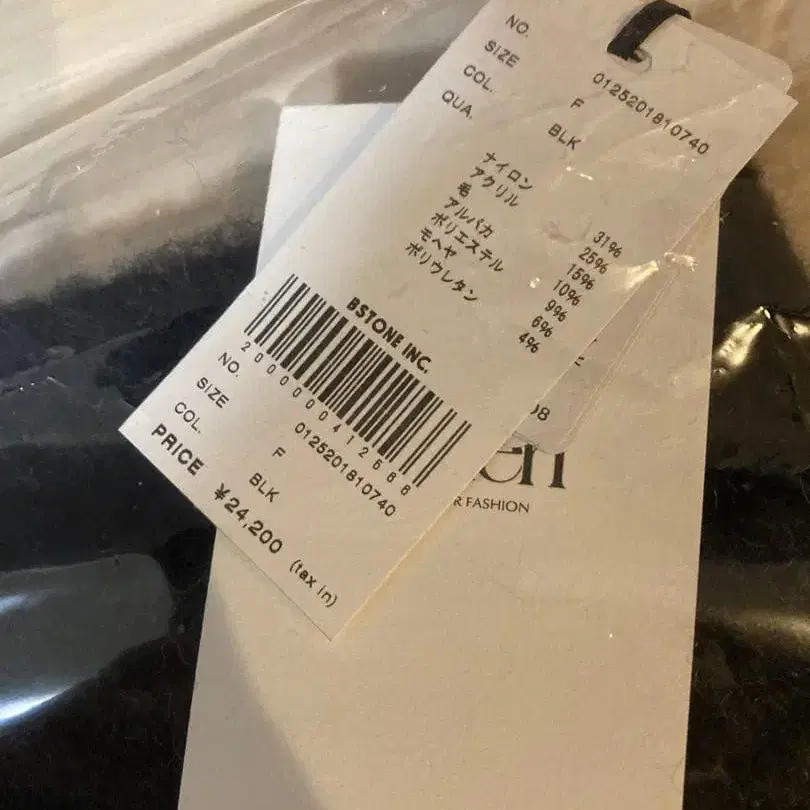 NO. 0125201810740
SIZE F
COL. BLK
QUA.
ナイロン 31%
アクリル 25%
毛 15%
アルパカ 10%
ポリエステル 9%
モヘヤ 6%
ポリウレタン 4%
BSTONE INC.
2000000412688
NO. 0125201810740
SIZE F
COL. BLK
PRICE ¥24,200 (tax in)
FASHION